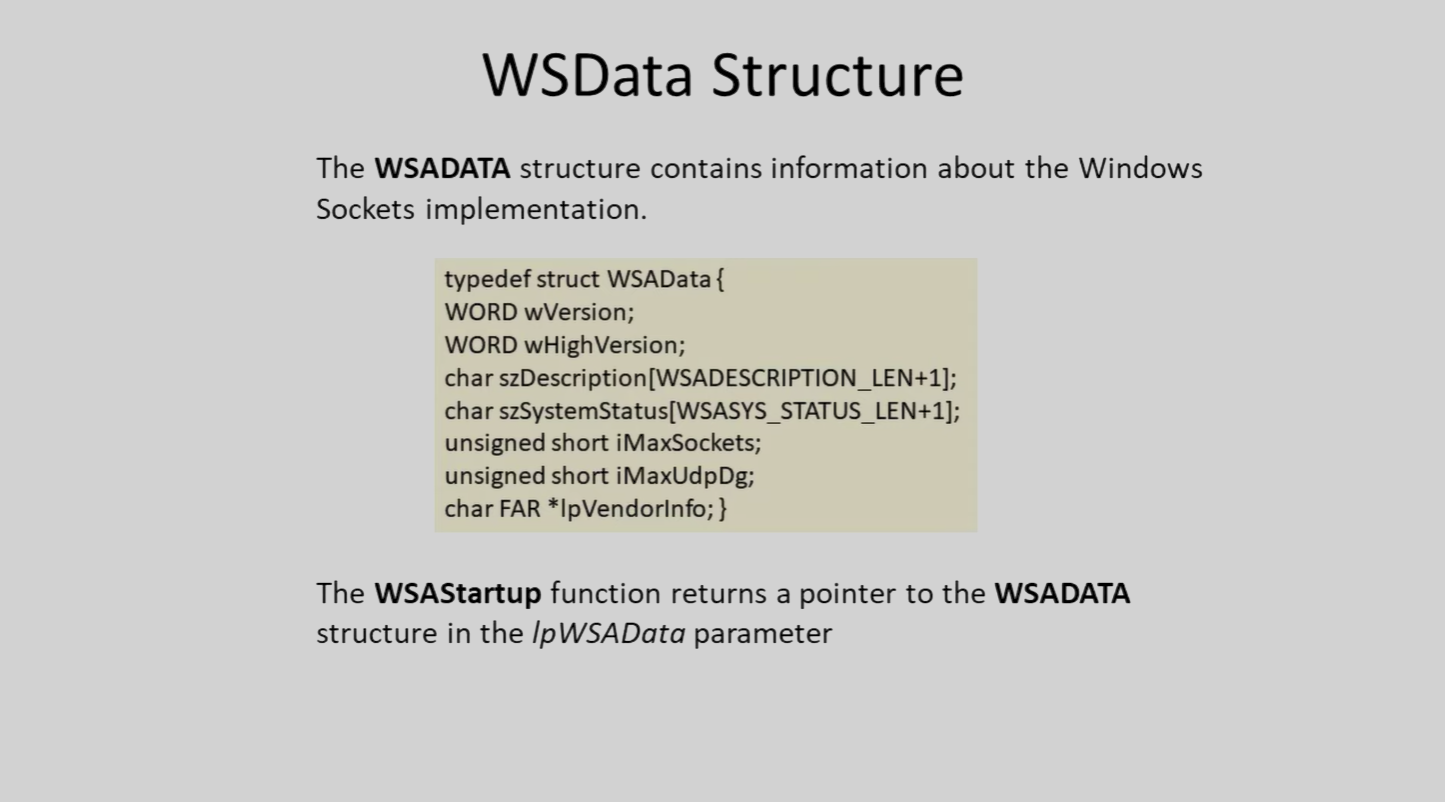 WSData Structure
The WSADATA structure contains information about the Windows
Sockets implementation.
typedef struct WSAData {
WORD wVersion;
WORD wHighVersion;
char szDescription[WSADESCRIPTION_LEN+1];
char szSystemStatus[WSASYS_STATUS_LEN+1];
unsigned short iMaxSockets;
unsigned short iMaxUdpDg;
char FAR *lpVendorInfo; }
The WSAStartup function returns a pointer to the WSADATA
structure in the lpWSAData parameter